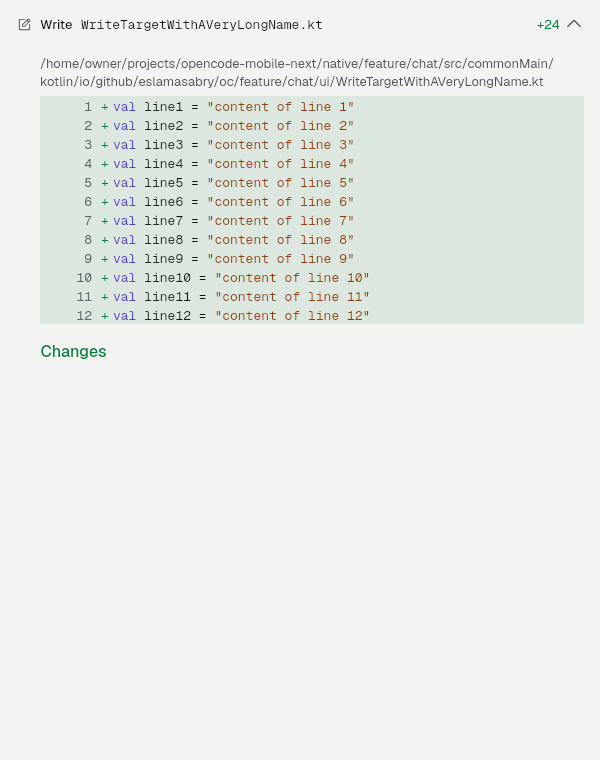 Write WriteTargetWithAVeryLongName.kt +24
/home/owner/projects/opencode-mobile-next/native/feature/chat/src/commonMain/
kotlin/io/github/eslamasabry/oc/feature/chat/ui/WriteTargetWithAVeryLongName.kt
1 + val line1 = "content of line 1"
2 + val line2 = "content of line 2"
3 + val line3 = "content of line 3"
4 + val line4 = "content of line 4"
5 + val line5 = "content of line 5"
6 + val line6 = "content of line 6"
7 + val line7 = "content of line 7"
8 + val line8 = "content of line 8"
9 + val line9 = "content of line 9"
10 + val line10 = "content of line 10"
11 + val line11 = "content of line 11"
12 + val line12 = "content of line 12"
Changes